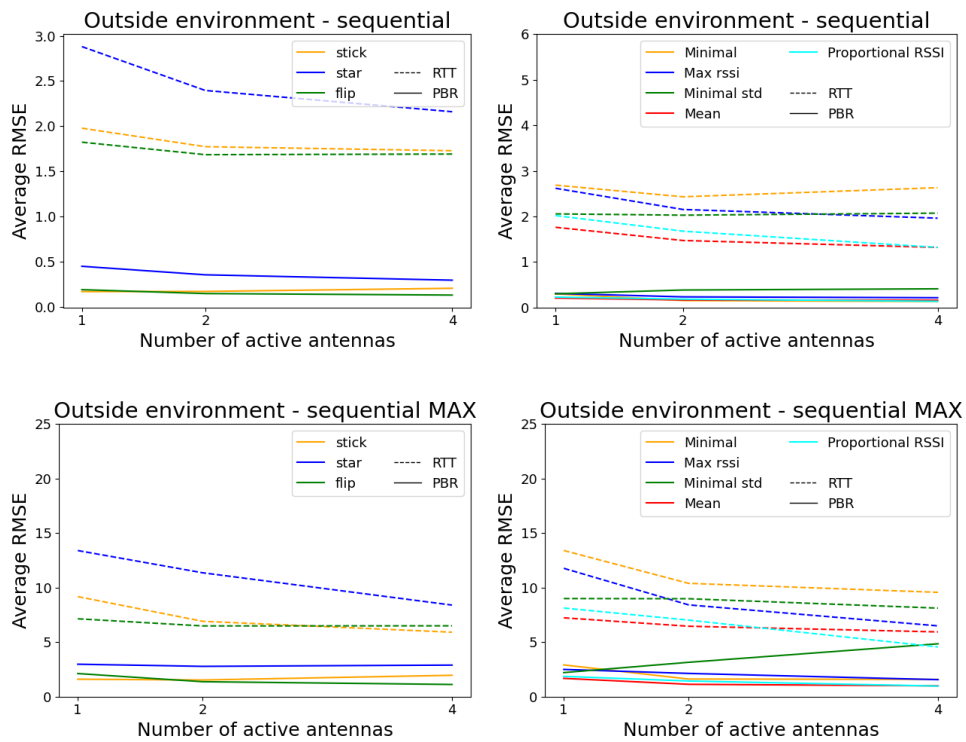 Outside environment - sequential
Average RMSE
3.0
2.5
2.0
1.5
1.0
0.5
0.0
stick
star
flip
RTT
PBR
1
2
4
Number of active antennas
Outside environment - sequential
Average RMSE
6
5
4
3
2
1
0
Minimal
Max rssi
Minimal std
Mean
Proportional RSSI
RTT
PBR
1
2
4
Number of active antennas
Outside environment - sequential MAX
Average RMSE
25
20
15
10
5
0
stick
star
flip
RTT
PBR
1
2
4
Number of active antennas
Outside environment - sequential MAX
Average RMSE
25
20
15
10
5
0
Minimal
Max rssi
Minimal std
Mean
Proportional RSSI
RTT
PBR
1
2
4
Number of active antennas